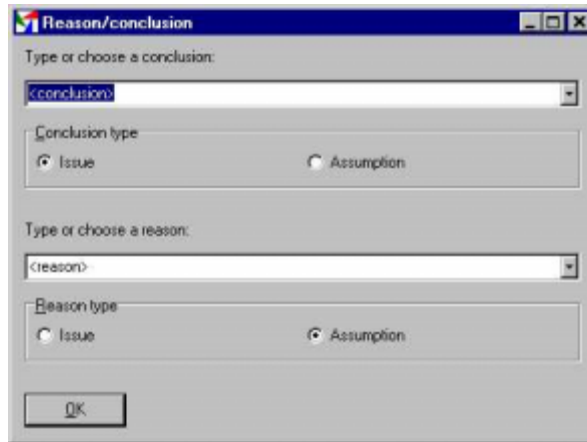 Reason/conclusion
Type or choose a conclusion:
<conclusion>
Conclusion type
Issue Assumption
Type or choose a reason:
<reason>
Reason type
Issue Assumption
OK